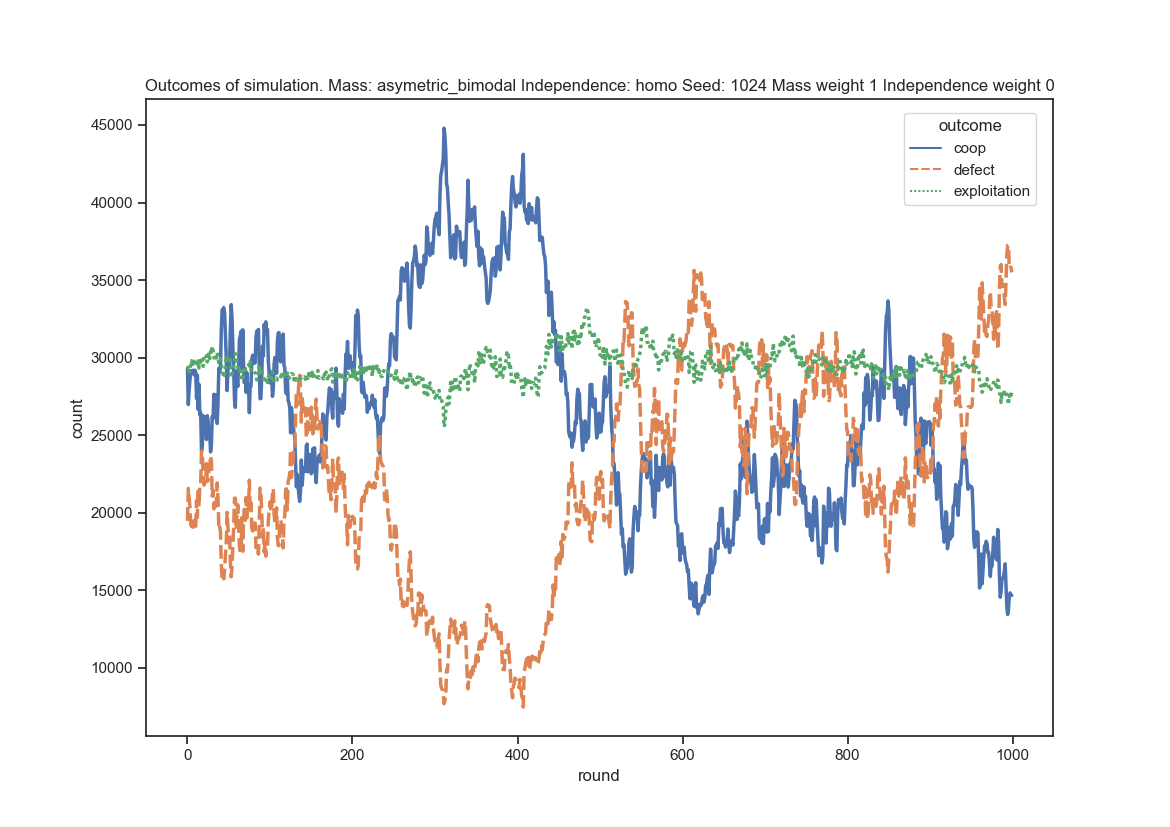 Outcomes of simulation. Mass: asymetric_bimodal Independence: homo Seed: 1024 Mass weight 1 Independence weight 0
outcome
coop
defect
exploitation
45000
40000
35000
30000
25000
20000
15000
10000
count
0 200 400 600 800 1000
round